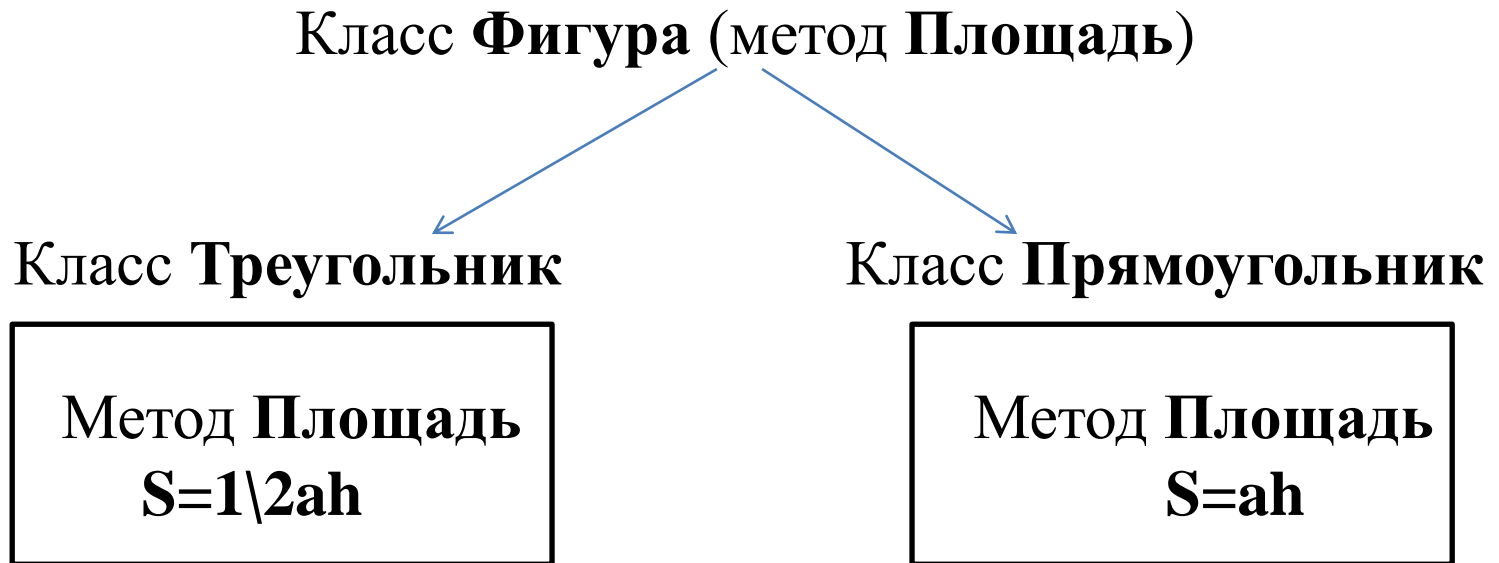 Класс Фигура (метод Площадь)
Класс Треугольник
Класс Прямоугольник
Метод Площадь
S=1\2ah
Метод Площадь
S=ah